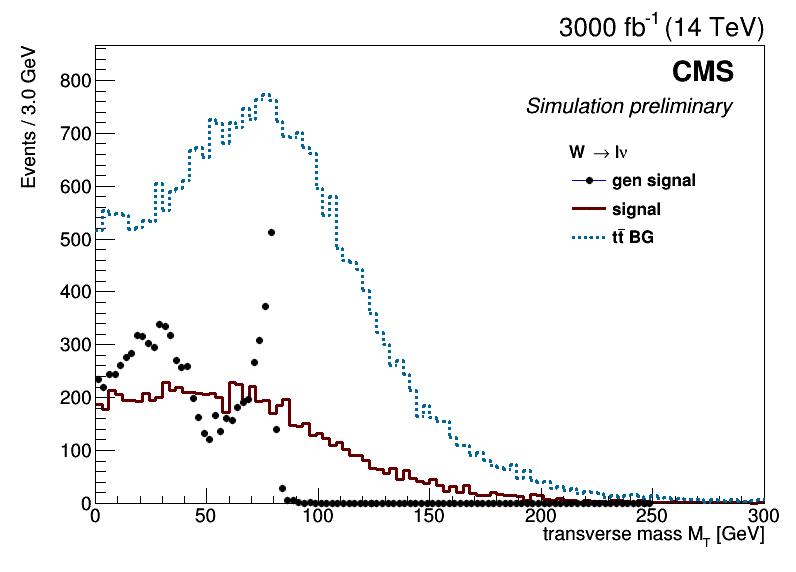 3000 fb⁻¹ (14 TeV)
CMS
Simulation preliminary
W → lν
gen signal
signal
tt̄ BG
Events / 3.0 GeV
800
700
600
500
400
300
200
100
0
0 50 100 150 200 250 300
transverse mass M_T [GeV]